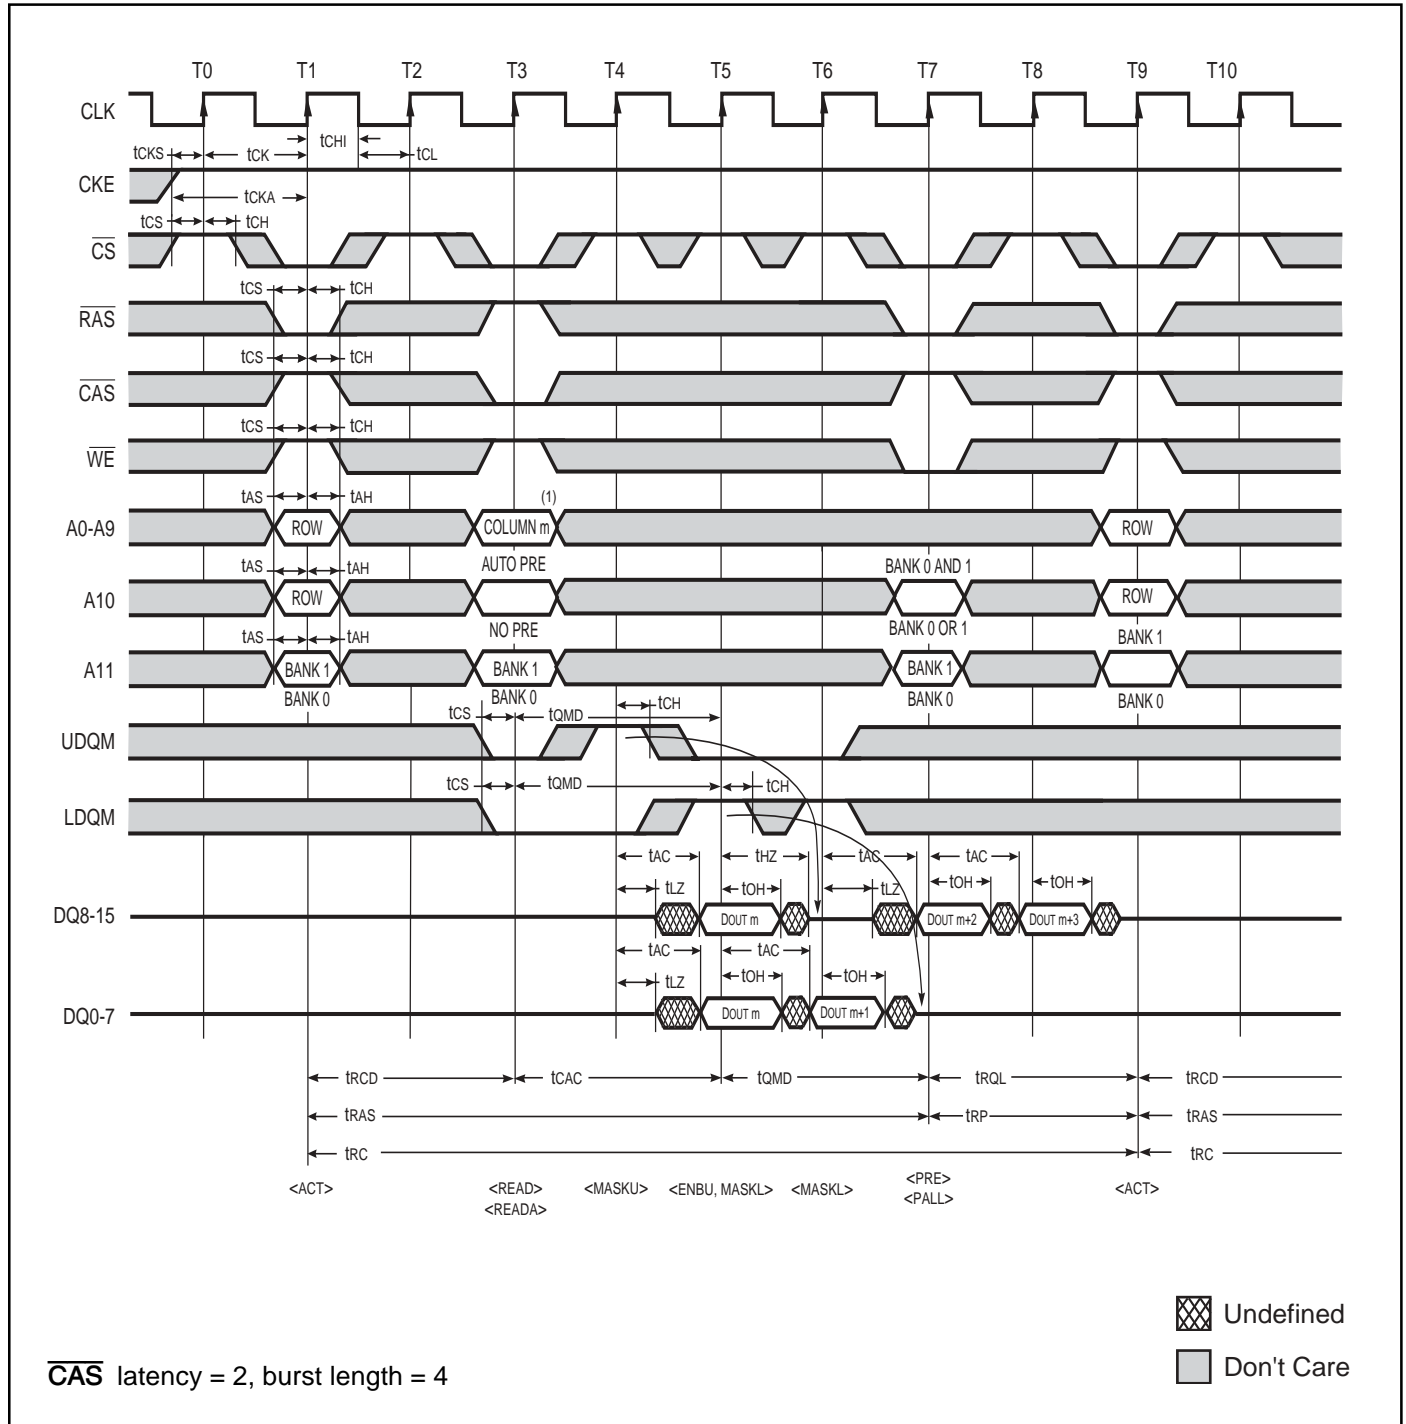 T0 T1 T2 T3 T4 T5 T6 T7 T8 T9 T10
CLK
tCHI
tCKS tCK tCL
CKE
tCKA
tCS tCH
CS
tCS tCH
RAS
tCS tCH
CAS
tCS tCH
WE
tAS tAH (1)
A0-A9 ROW COLUMN m ROW
tAS tAH AUTO PRE BANK 0 AND 1
A10 ROW ROW
NO PRE BANK 0 OR 1
tAS tAH BANK 1
A11 BANK 1 BANK 1 BANK 1
BANK 0 BANK 0 BANK 0 BANK 0
tCS tQMD tCH
UDQM
tCS tQMD tCH
LDQM
tAC tHZ tAC tAC
tLZ tOH tLZ tOH tOH
DQ8-15 DOUT m DOUT m+2 DOUT m+3
tAC tAC
tLZ tOH tOH
DQ0-7 DOUT m DOUT m+1
tRCD tCAC tQMD tRQL tRCD
tRAS tRP tRAS
tRC tRC
<ACT> <READ> <MASKU> <ENBU, MASKL> <MASKL> <PRE> <ACT>
<READA> <PALL>
Undefined
Don't Care
CAS latency = 2, burst length = 4